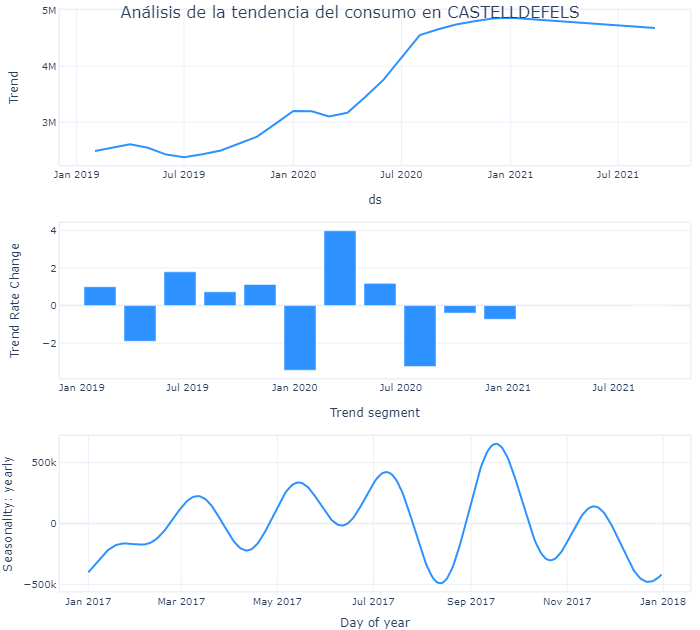 Análisis de la tendencia del consumo en CASTELLDEFELS
5M
4M
3M
Trend
Jan 2019 Jul 2019 Jan 2020 Jul 2020 Jan 2021 Jul 2021
ds
4
2
0
−2
Trend Rate Change
Jan 2019 Jul 2019 Jan 2020 Jul 2020 Jan 2021 Jul 2021
Trend segment
500k
0
−500k
Seasonality: yearly
Jan 2017 Mar 2017 May 2017 Jul 2017 Sep 2017 Nov 2017 Jan 2018
Day of year